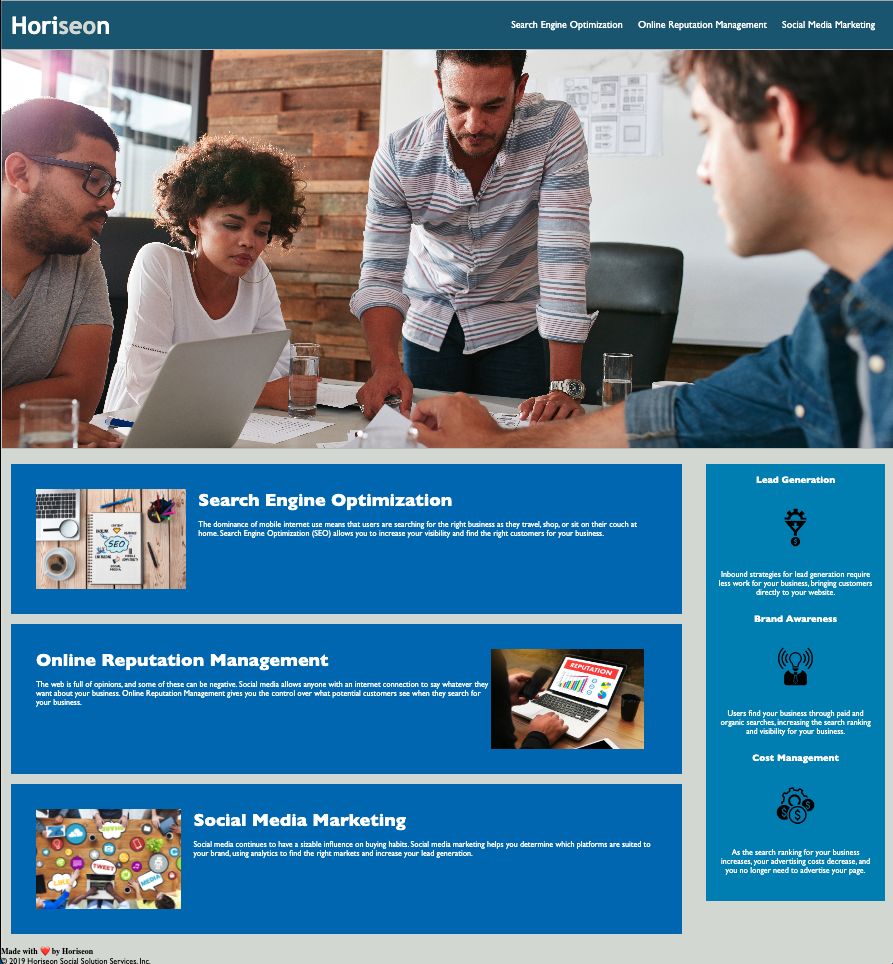 Horiseon
Search Engine Optimization Online Reputation Management Social Media Marketing
SEO
Search Engine Optimization
The dominance of mobile internet use means that users are searching for the right business as they travel, shop, or sit on their couch at
home. Search Engine Optimization (SEO) allows you to increase your visibility and find the right customers for your business.
Online Reputation Management
The web is full of opinions, and some of these can be negative. Social media allows anyone with an internet connection to say whatever they
want about your business. Online Reputation Management gives you the control over what potential customers see when they search for
your business.
REPUTATION
Social Media Marketing
Social media continues to have a sizable influence on buying habits. Social media marketing helps you determine which platforms are suited to
your brand, using analytics to find the right markets and increase your lead generation.
TWEET
LIKE
MEDIA
Lead Generation
Inbound strategies for lead generation require
less work for your business, bringing customers
directly to your website.
Brand Awareness
Users find your business through paid and
organic searches, increasing the search ranking
and visibility for your business.
Cost Management
As the search ranking for your business
increases, your advertising costs decrease, and
you no longer need to advertise your page.
Made with ❤️ by Horiseon
© 2019 Horiseon Social Solution Services, Inc.